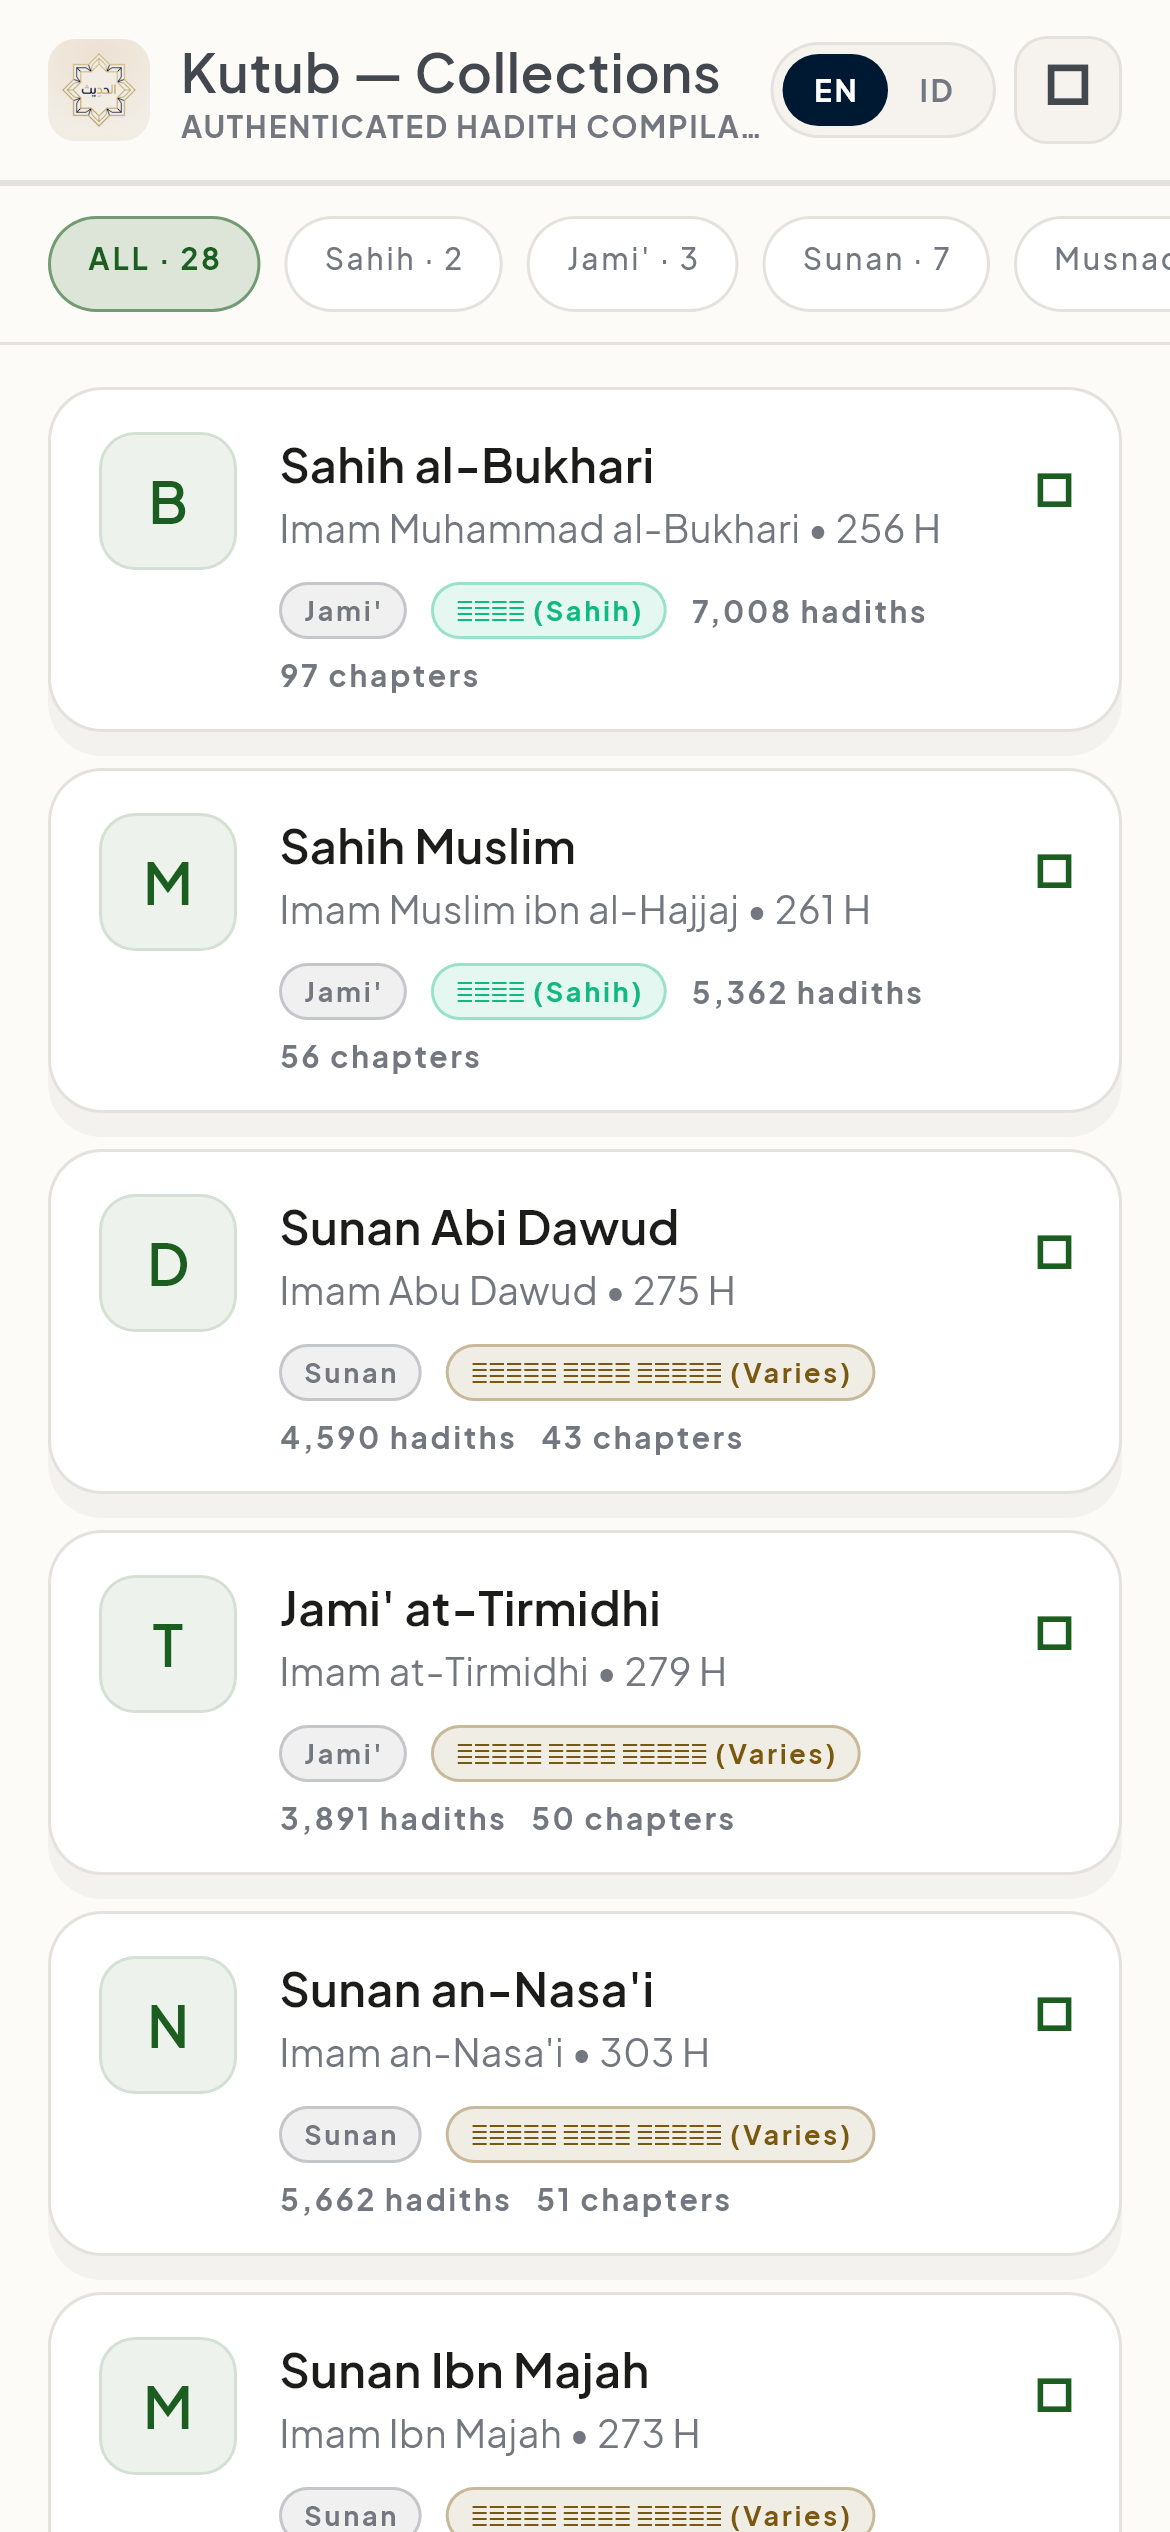 الحديث
Kutub — Collections
AUTHENTICATED HADITH COMPILA...
EN ID
ALL · 28 Sahih · 2 Jami' · 3 Sunan · 7 Musnad
B
Sahih al-Bukhari
Imam Muhammad al-Bukhari • 256 H
Jami' (Sahih) 7,008 hadiths
97 chapters
M
Sahih Muslim
Imam Muslim ibn al-Hajjaj • 261 H
Jami' (Sahih) 5,362 hadiths
56 chapters
D
Sunan Abi Dawud
Imam Abu Dawud • 275 H
Sunan (Varies)
4,590 hadiths 43 chapters
T
Jami' at-Tirmidhi
Imam at-Tirmidhi • 279 H
Jami' (Varies)
3,891 hadiths 50 chapters
N
Sunan an-Nasa'i
Imam an-Nasa'i • 303 H
Sunan (Varies)
5,662 hadiths 51 chapters
M
Sunan Ibn Majah
Imam Ibn Majah • 273 H
Sunan (Varies)